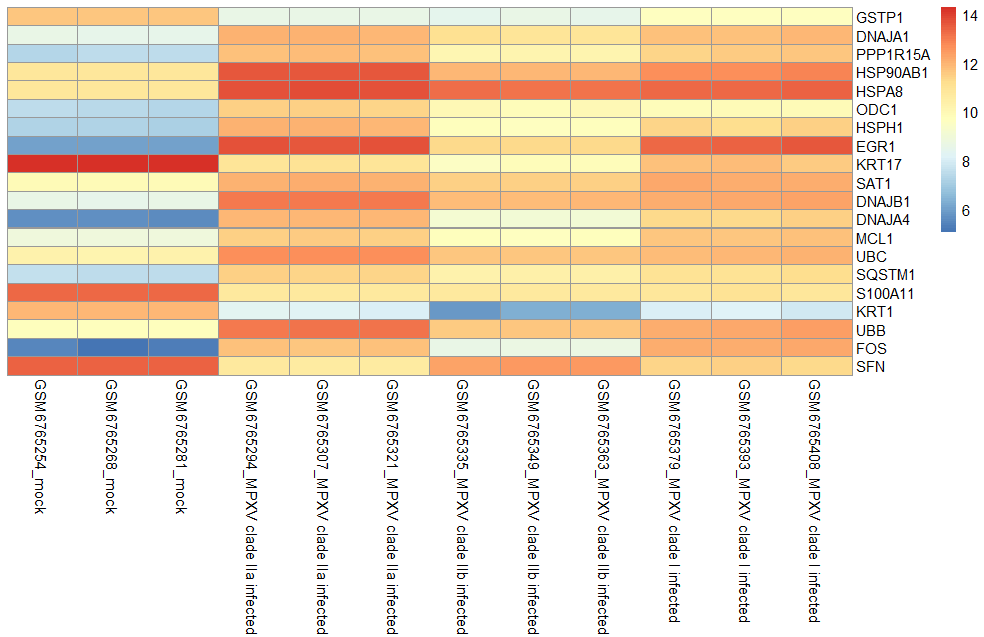 GSTP1
DNAJA1
PPP1R15A
HSP90AB1
HSPA8
ODC1
HSPH1
EGR1
KRT17
SAT1
DNAJB1
DNAJA4
MCL1
UBC
SQSTM1
S100A11
KRT1
UBB
FOS
SFN
14
12
10
8
6
GSM6765254_mock
GSM6765268_mock
GSM6765281_mock
GSM6765294_MPXV clade IIa infected
GSM6765307_MPXV clade IIa infected
GSM6765321_MPXV clade IIa infected
GSM6765335_MPXV clade IIb infected
GSM6765349_MPXV clade IIb infected
GSM6765363_MPXV clade IIb infected
GSM6765379_MPXV clade I infected
GSM6765393_MPXV clade I infected
GSM6765408_MPXV clade I infected